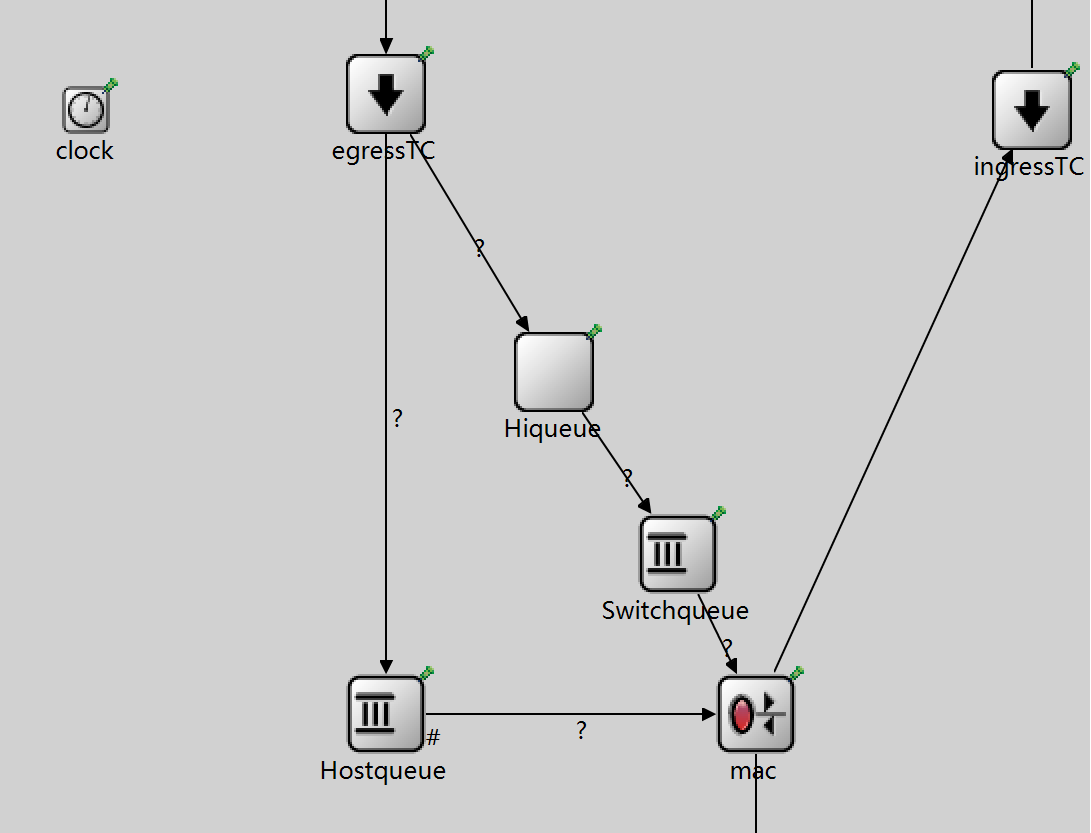 clock
egressTC
ingressTC
?
?
Hiqueue
?
Switchqueue
?
#
?
Hostqueue
mac